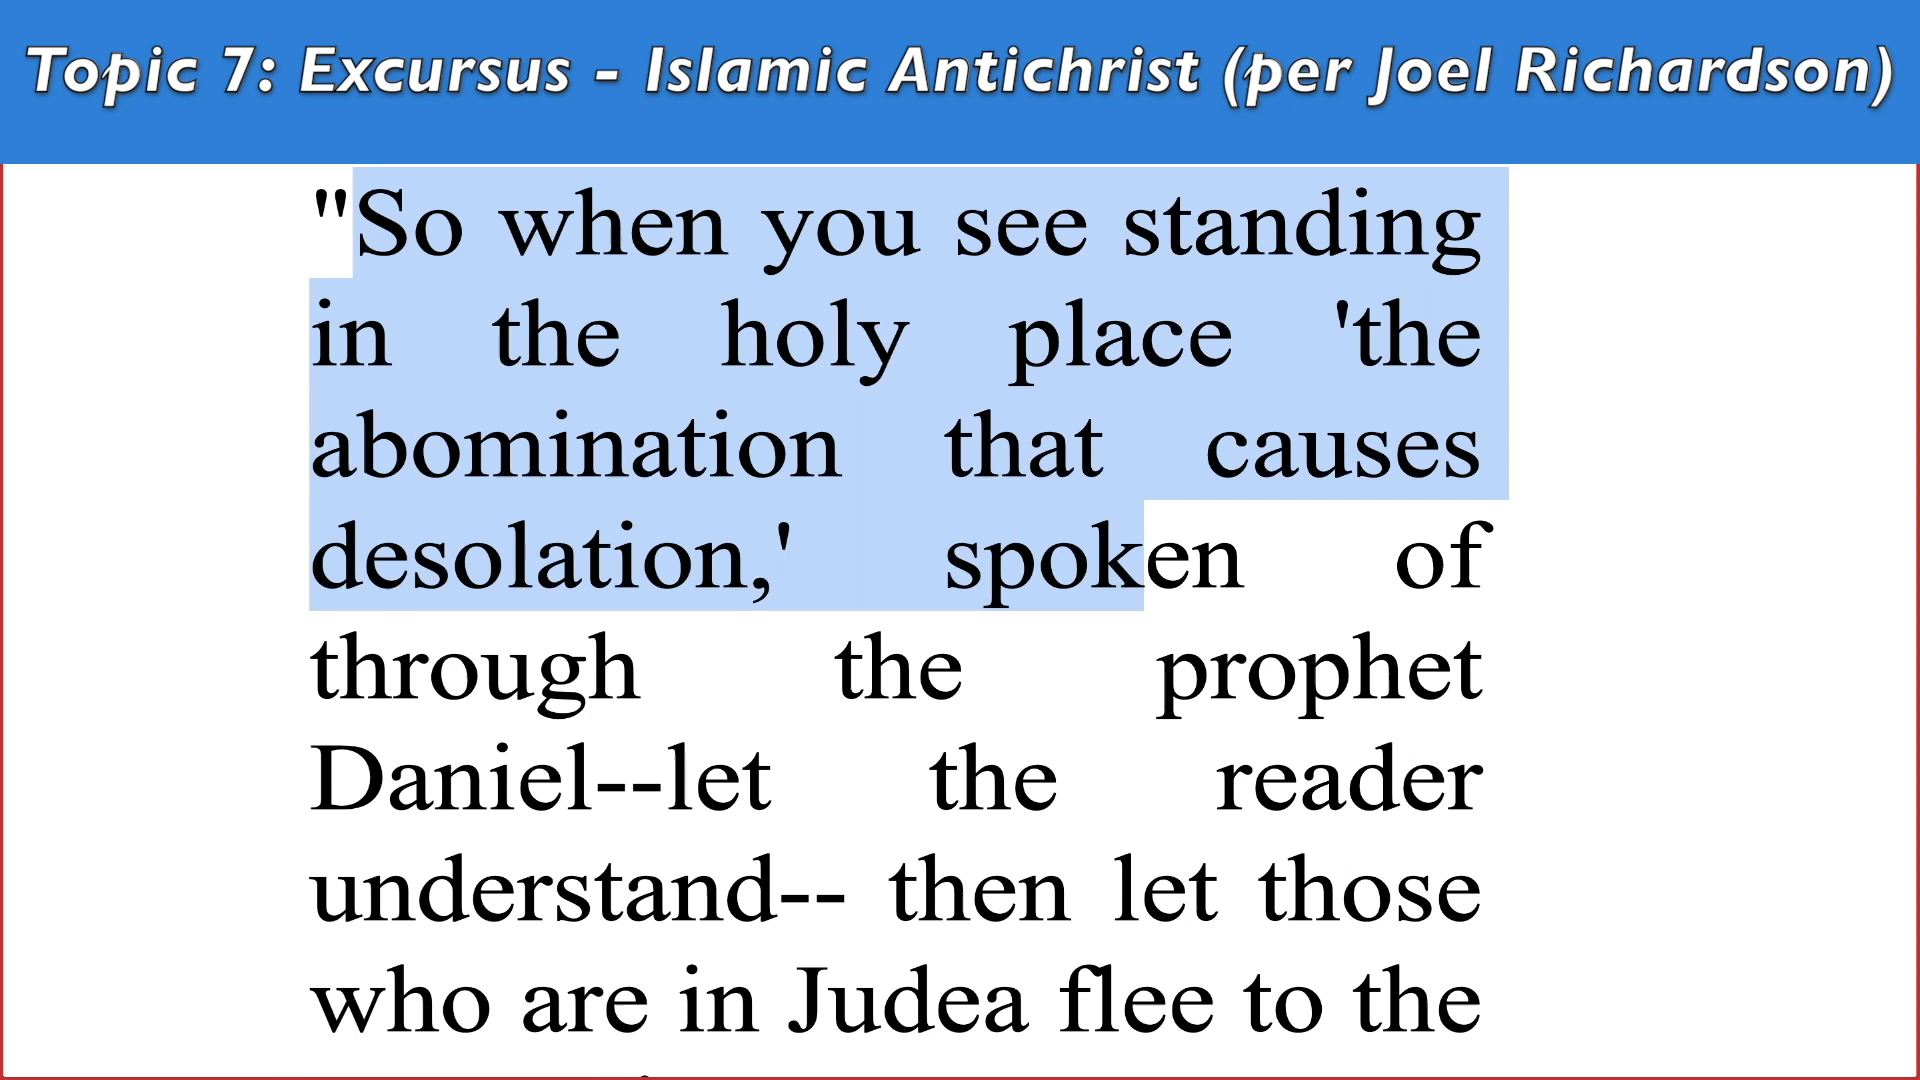 Topic 7: Excursus - Islamic Antichrist (per Joel Richardson)
"So when you see standing
in the holy place 'the
abomination that causes
desolation,' spoken of
through the prophet
Daniel--let the reader
understand-- then let those
who are in Judea flee to the